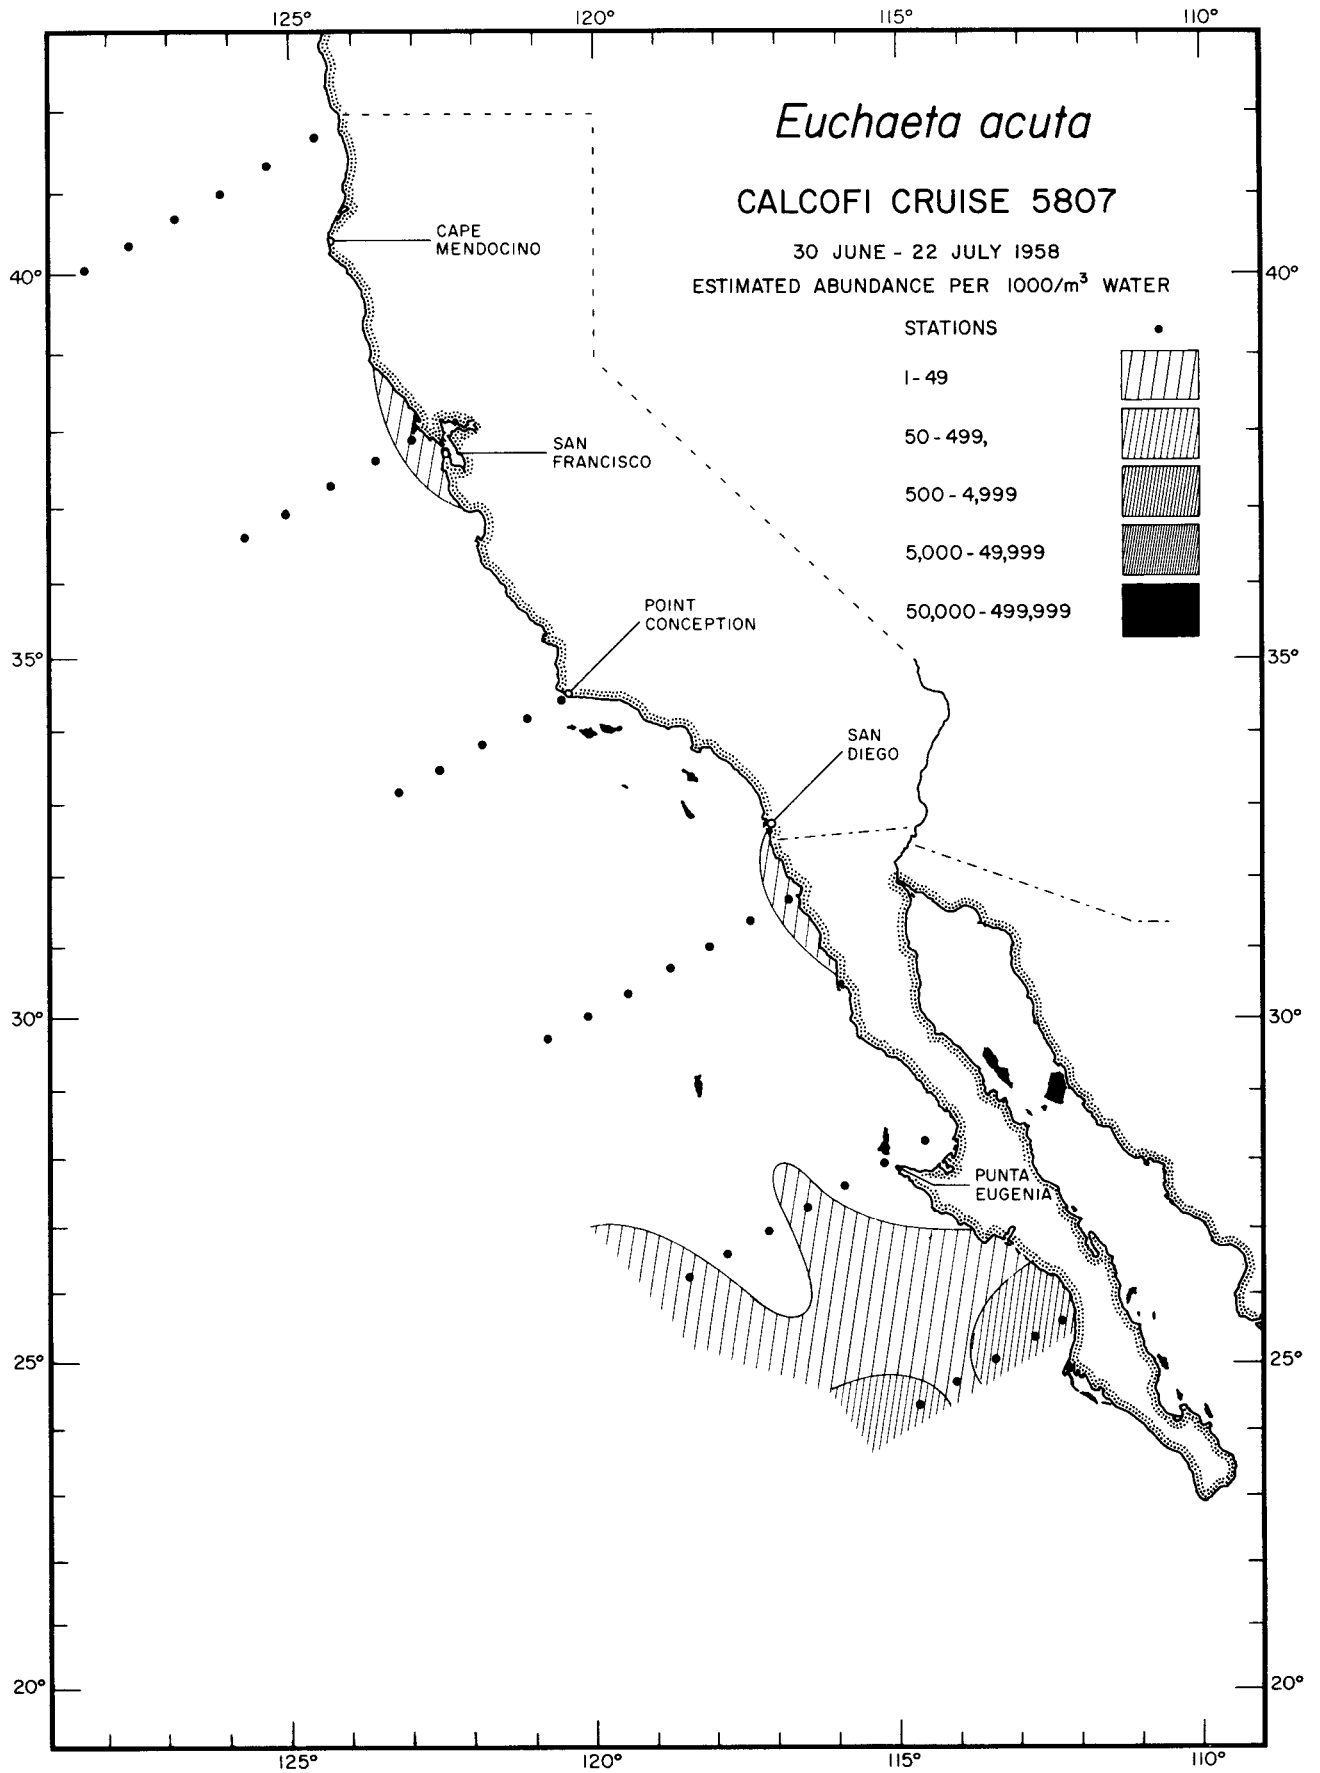 125° 120° 115° 110°
Euchaeta acuta
CALCOFI CRUISE 5807
30 JUNE - 22 JULY 1958
ESTIMATED ABUNDANCE PER 1000/m³ WATER
STATIONS
1-49
50-499,
500-4,999
5,000-49,999
50,000-499,999
CAPE
MENDOCINO
40° 40°
SAN
FRANCISCO
POINT
CONCEPTION
35° 35°
SAN
DIEGO
30° 30°
PUNTA
EUGENIA
25° 25°
20° 20°
125° 120° 115° 110°